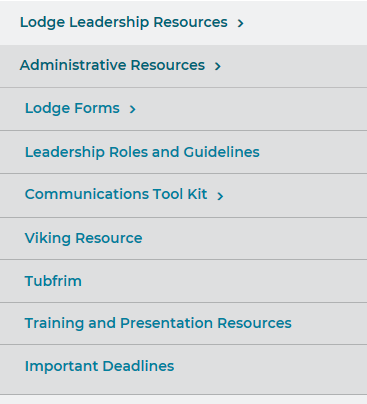 Lodge Leadership Resources >
Administrative Resources >
Lodge Forms >
Leadership Roles and Guidelines
Communications Tool Kit >
Viking Resource
Tubfrim
Training and Presentation Resources
Important Deadlines